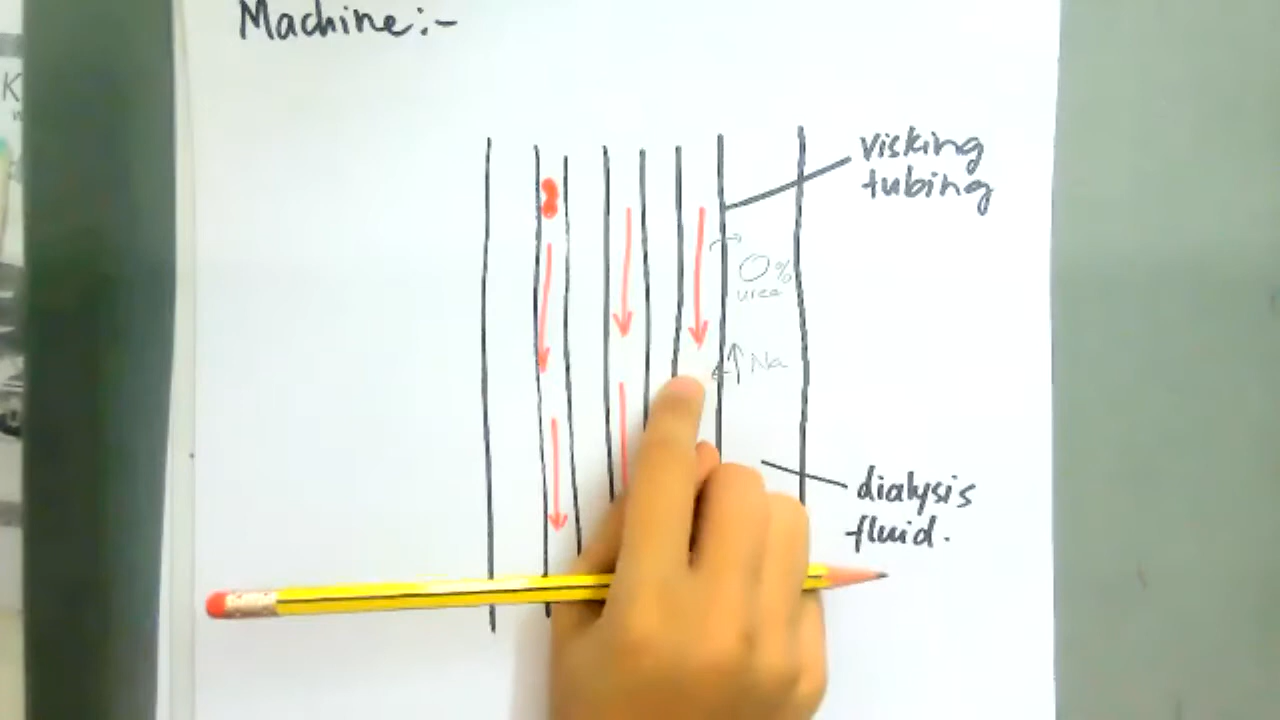 Machine:-
visking
tubing
0%
urea
↑ Na
dialysis
fluid.
K